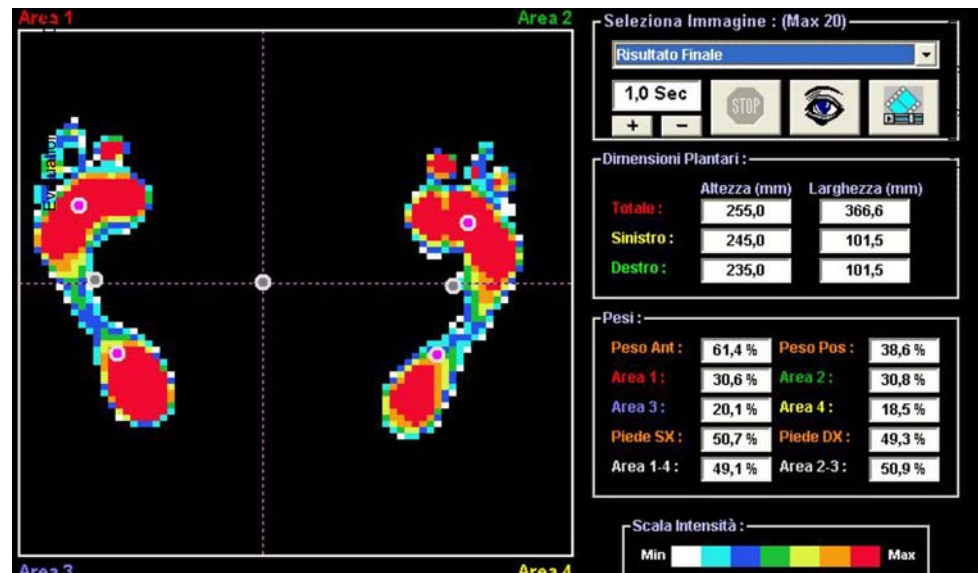 Area 1
Area 2
Evaluation
Area 3
Area 4
Seleziona Immagine : (Max 20)
Risultato Finale
1,0 Sec
+ -
STOP
Dimensioni Plantari :
Altezza (mm) Larghezza (mm)
Totale : 255,0 366,6
Sinistro : 245,0 101,5
Destro : 235,0 101,5
Pesi :
Peso Ant : 61,4 % Peso Pos : 38,6 %
Area 1 : 30,6 % Area 2 : 30,8 %
Area 3 : 20,1 % Area 4 : 18,5 %
Piede SX : 50,7 % Piede DX : 49,3 %
Area 1-4 : 49,1 % Area 2-3 : 50,9 %
Scala Intensità :
Min Max